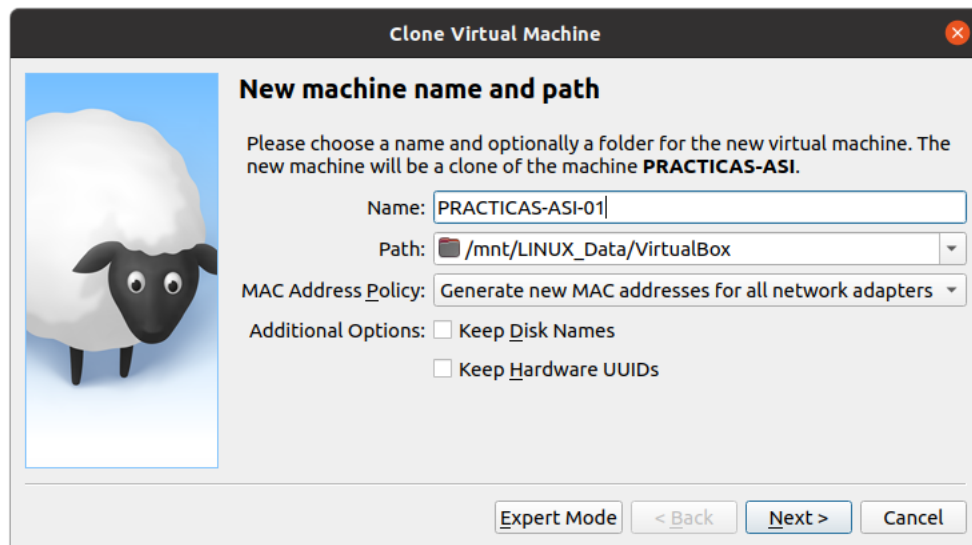 Clone Virtual Machine
New machine name and path
Please choose a name and optionally a folder for the new virtual machine. The
new machine will be a clone of the machine PRACTICAS-ASI.
Name: PRACTICAS-ASI-01
Path: /mnt/LINUX_Data/VirtualBox
MAC Address Policy: Generate new MAC addresses for all network adapters
Additional Options: Keep Disk Names
Keep Hardware UUIDs
Expert Mode < Back Next > Cancel